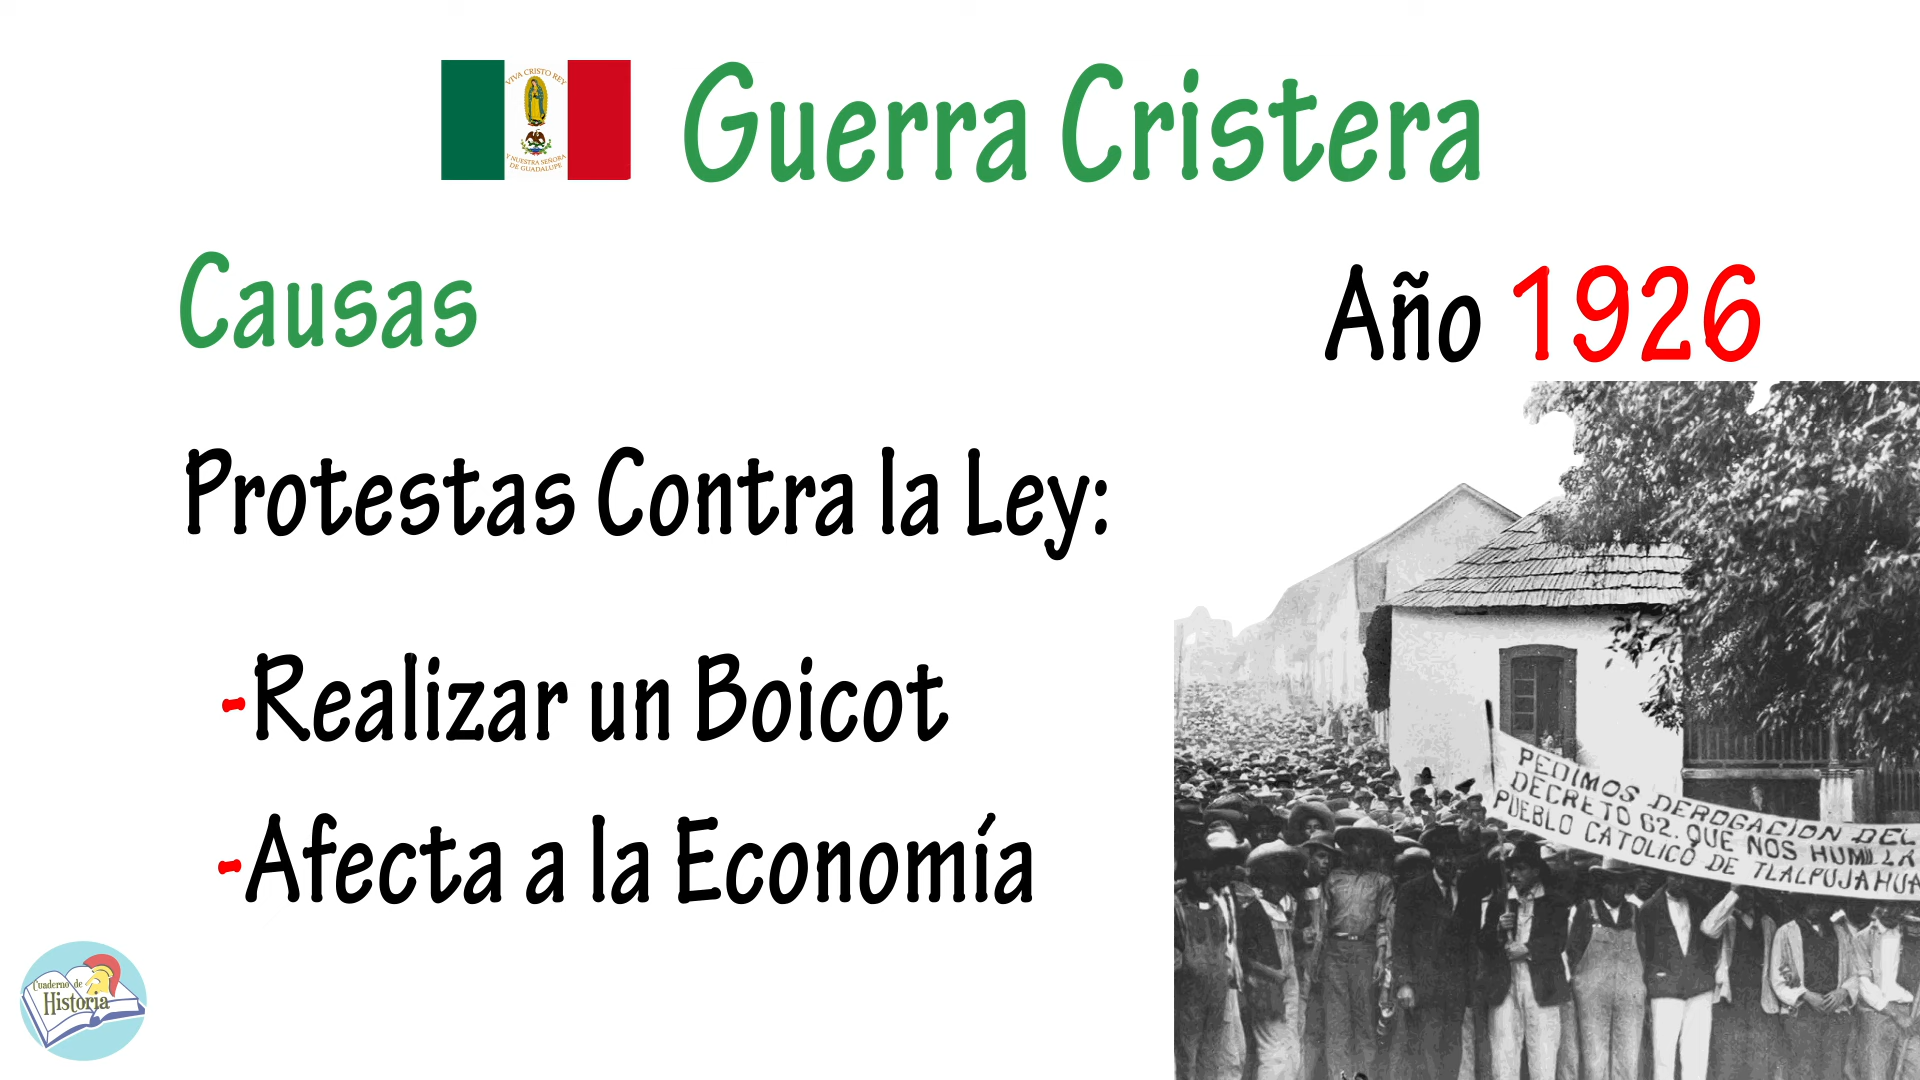 VIVA CRISTO REY
Y NUESTRA SEÑORA
DE GUADALUPE
Guerra Cristera
Causas
Año 1926
Protestas Contra la Ley:
-Realizar un Boicot
-Afecta a la Economía
PEDIMOS DEROGACION DEL
DECRETO 62. QUE NOS HUMILLA
PUEBLO CATOLICO DE TLALPUJAHUA
Cuaderno de
Historia